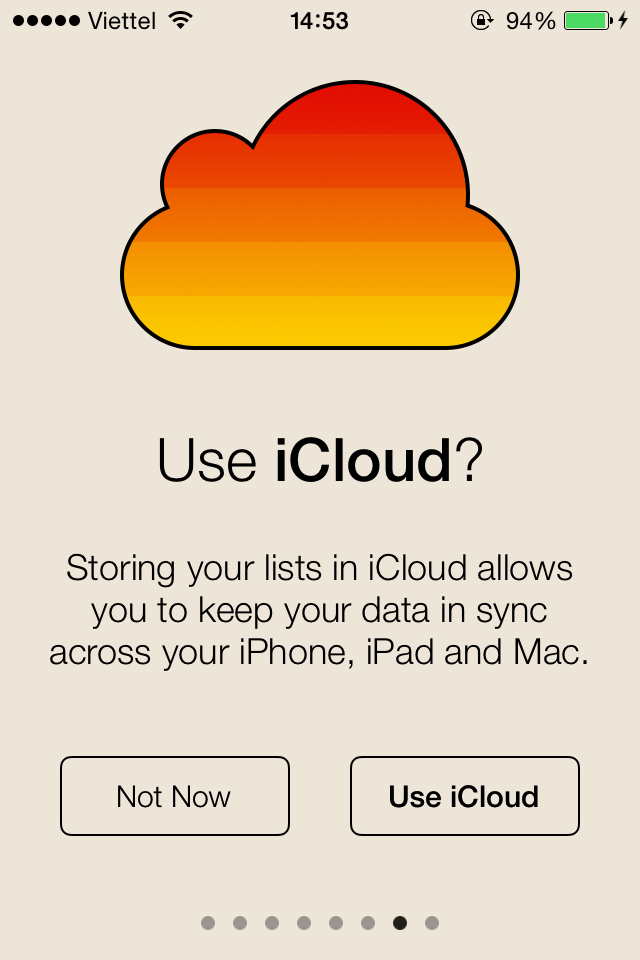 Viettel 14:53 94%
Use iCloud?
Storing your lists in iCloud allows
you to keep your data in sync
across your iPhone, iPad and Mac.
Not Now Use iCloud